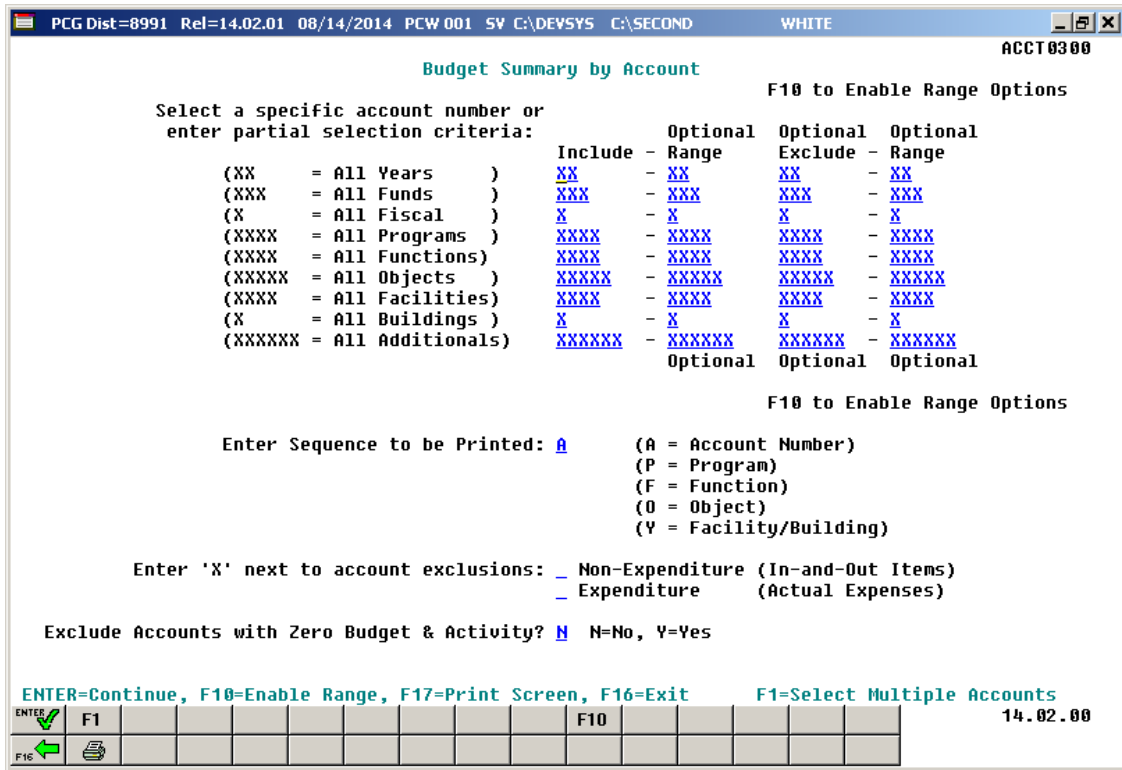 PCG Dist=8991 Rel=14.02.01 08/14/2014 PCW 001 SV C:\DEVSYS C:\SECOND WHITE
ACCT0300
Budget Summary by Account
F10 to Enable Range Options
Select a specific account number or
enter partial selection criteria: Optional Optional Optional
Include - Range Exclude - Range
(XX = All Years ) XX - XX XX - XX
(XXX = All Funds ) XXX - XXX XXX - XXX
(X = All Fiscal ) X - X X - X
(XXXX = All Programs ) XXXX - XXXX XXXX - XXXX
(XXXX = All Functions) XXXX - XXXX XXXX - XXXX
(XXXXX = All Objects ) XXXXX - XXXXX XXXXX - XXXXX
(XXXX = All Facilities) XXXX - XXXX XXXX - XXXX
(X = All Buildings ) X - X X - X
(XXXXXX = All Additionals) XXXXXX - XXXXXX XXXXXX - XXXXXX
Optional Optional Optional
F10 to Enable Range Options
Enter Sequence to be Printed: A (A = Account Number)
(P = Program)
(F = Function)
(O = Object)
(Y = Facility/Building)
Enter 'X' next to account exclusions: _ Non-Expenditure (In-and-Out Items)
_ Expenditure (Actual Expenses)
Exclude Accounts with Zero Budget & Activity? N N=No, Y=Yes
ENTER=Continue, F10=Enable Range, F17=Print Screen, F16=Exit F1=Select Multiple Accounts
ENTER F1 F10 14.02.00
F16